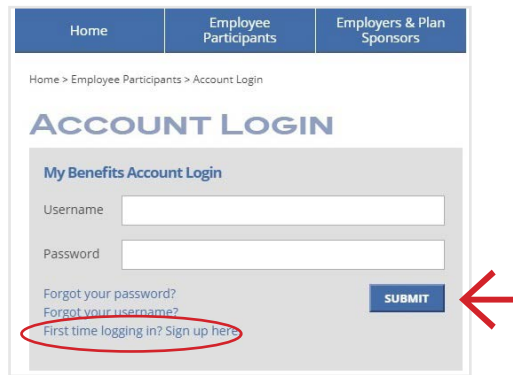 Home
Employee
Participants
Employers & Plan
Sponsors
Home > Employee Participants > Account Login
ACCOUNT LOGIN
My Benefits Account Login
Username
Password
Forgot your password?
SUBMIT
Forgot your username?
First time logging in? Sign up here